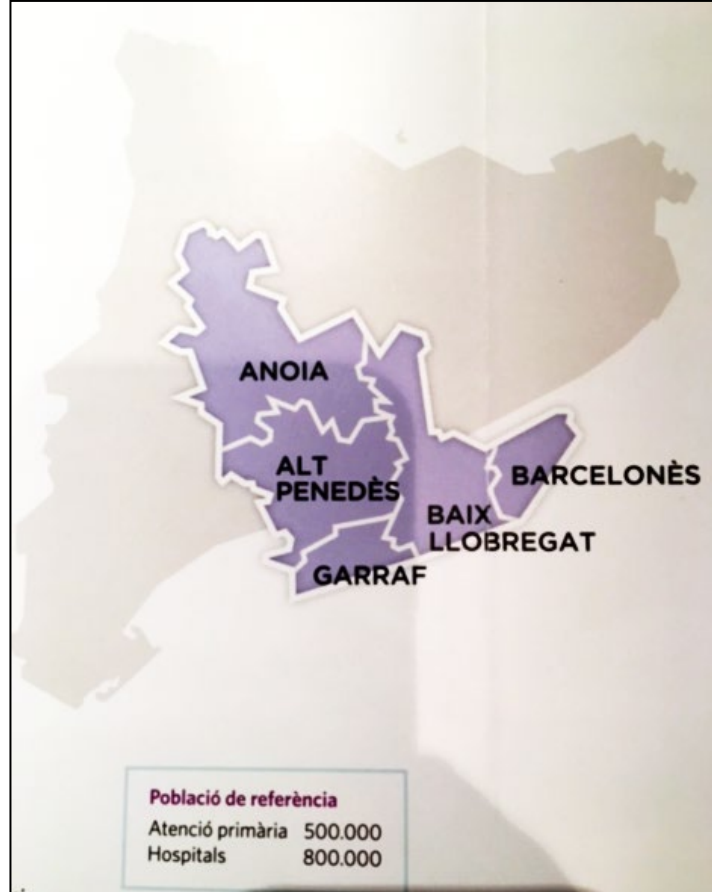 ANOIA
ALT
PENEDÈS
BARCELONÈS
BAIX
LLOBREGAT
GARRAF
Població de referència
Atenció primària 500.000
Hospitals 800.000